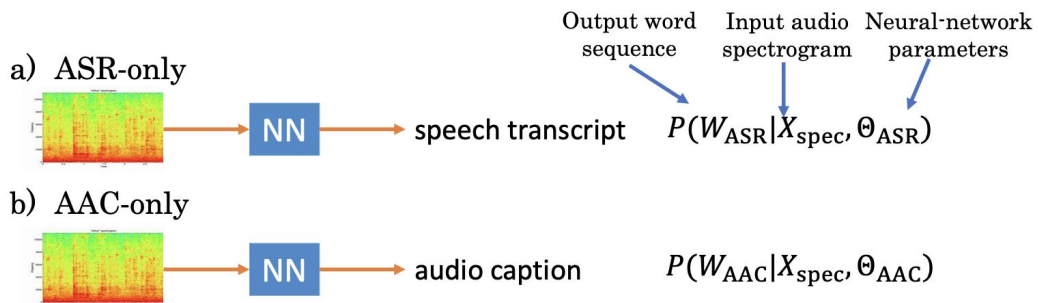 Output word sequence
Input audio spectrogram
Neural-network parameters
a) ASR-only
NN
speech transcript
P(W_ASR|X_spec, Θ_ASR)
b) AAC-only
NN
audio caption
P(W_AAC|X_spec, Θ_AAC)